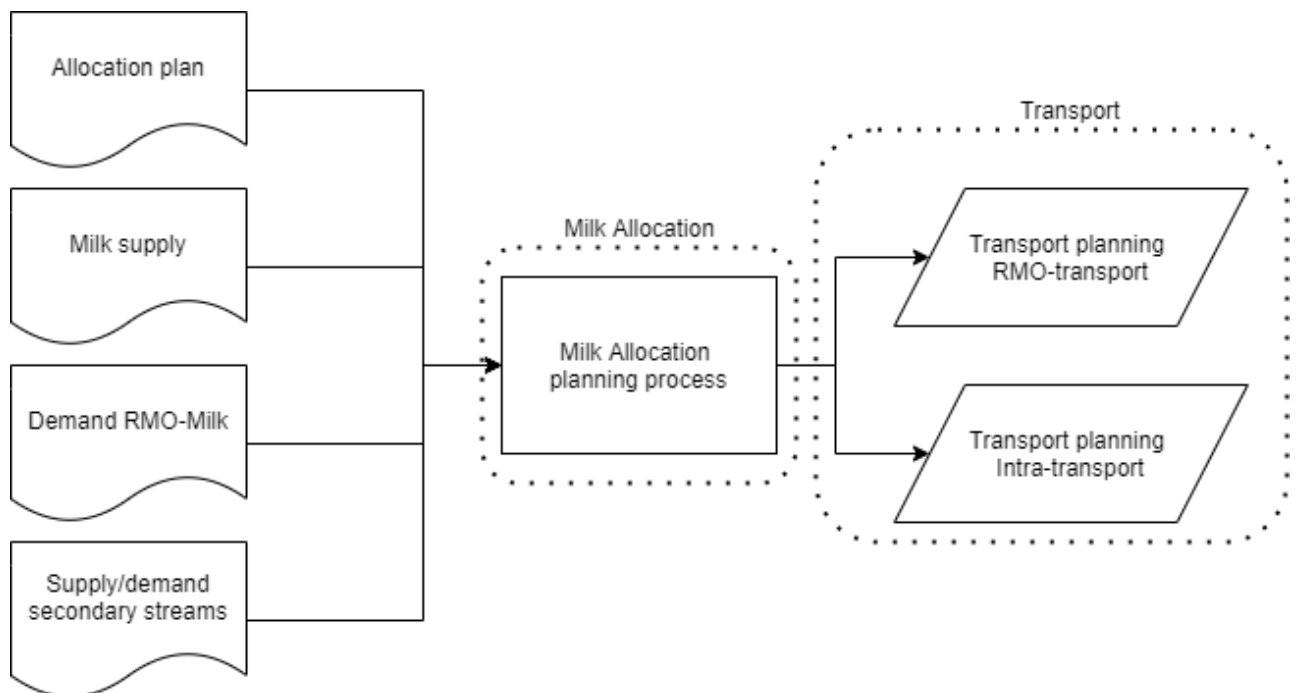 Allocation plan
Milk supply
Demand RMO-Milk
Supply/demand
secondary streams
Milk Allocation
Milk Allocation
planning process
Transport
Transport planning
RMO-transport
Transport planning
Intra-transport